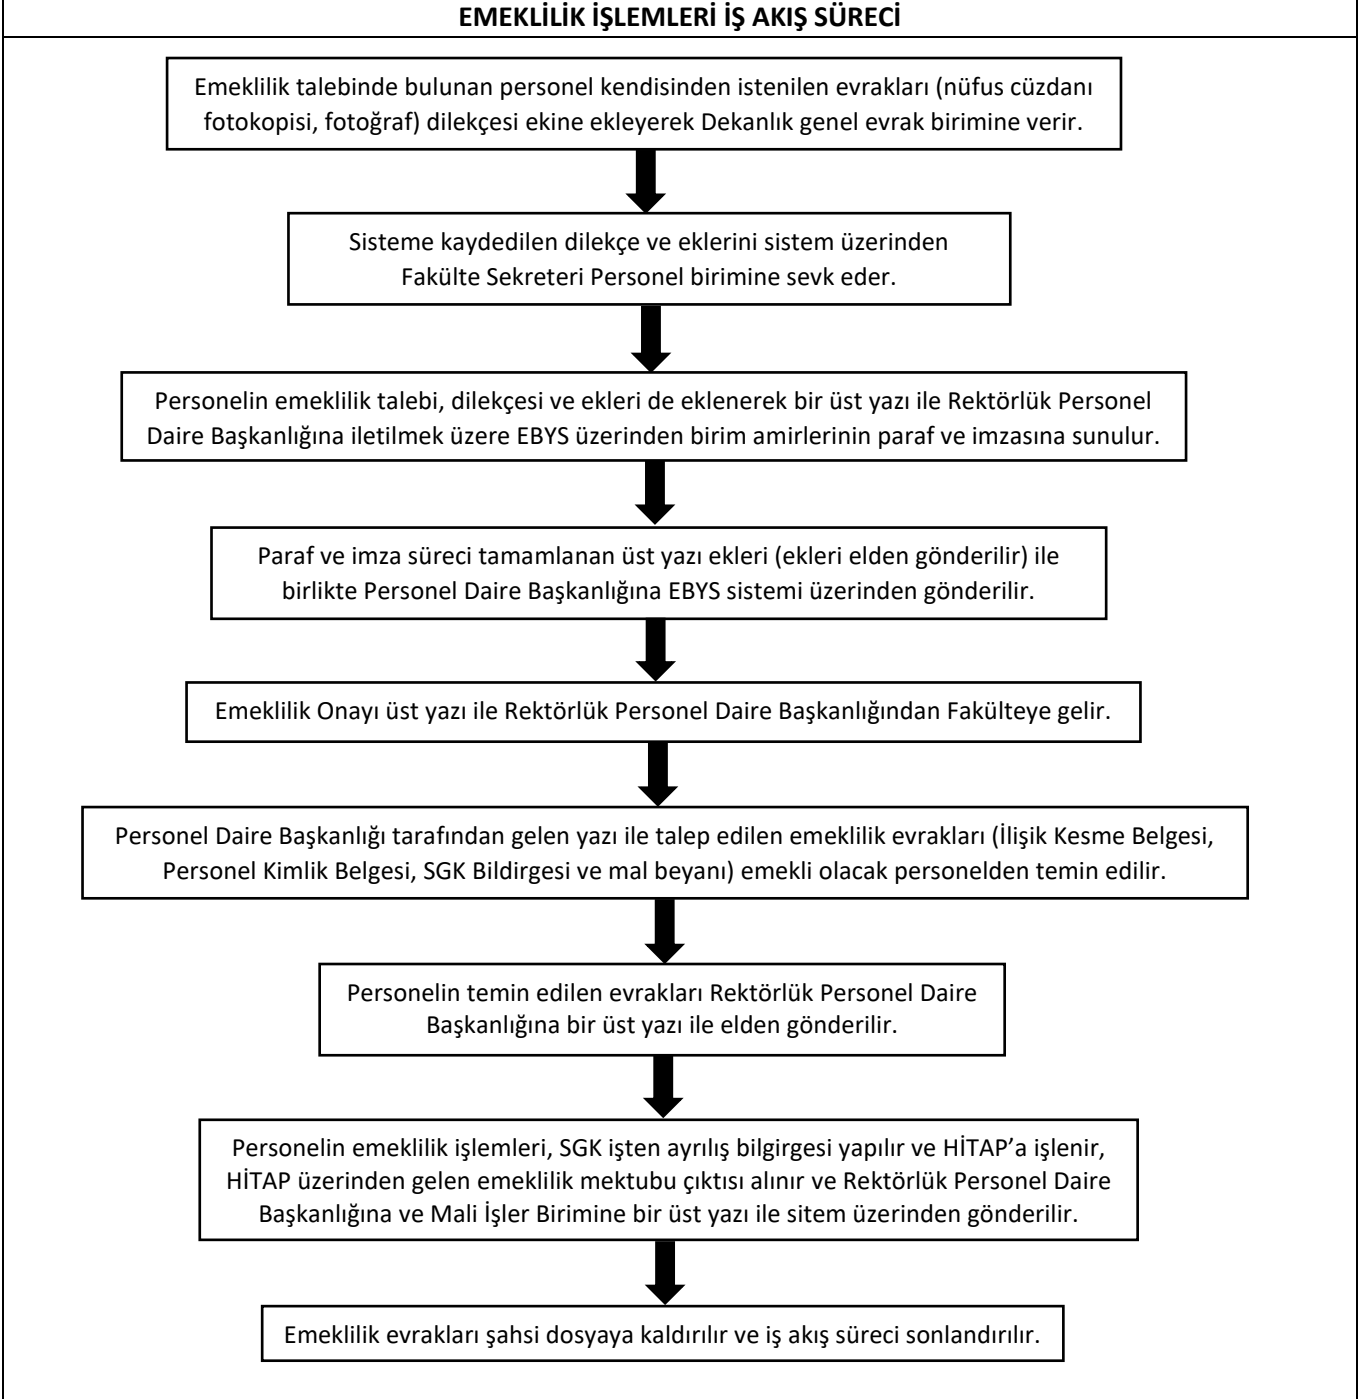 EMEKLİLİK İŞLEMLERİ İŞ AKIŞ SÜRECİ
Emeklilik talebinde bulunan personel kendisinden istenilen evrakları (nüfus cüzdanı
fotokopisi, fotoğraf) dilekçesi ekine ekleyerek Dekanlık genel evrak birimine verir.
Sisteme kaydedilen dilekçe ve eklerini sistem üzerinden
Fakülte Sekreteri Personel birimine sevk eder.
Personelin emeklilik talebi, dilekçesi ve ekleri de eklenerek bir üst yazı ile Rektörlük Personel
Daire Başkanlığına iletilmek üzere EBYS üzerinden birim amirlerinin paraf ve imzasına sunulur.
Paraf ve imza süreci tamamlanan üst yazı ekleri (ekleri elden gönderilir) ile
birlikte Personel Daire Başkanlığına EBYS sistemi üzerinden gönderilir.
Emeklilik Onayı üst yazı ile Rektörlük Personel Daire Başkanlığından Fakülteye gelir.
Personel Daire Başkanlığı tarafından gelen yazı ile talep edilen emeklilik evrakları (İlişik Kesme Belgesi,
Personel Kimlik Belgesi, SGK Bildirgesi ve mal beyanı) emekli olacak personelden temin edilir.
Personelin temin edilen evrakları Rektörlük Personel Daire
Başkanlığına bir üst yazı ile elden gönderilir.
Personelin emeklilik işlemleri, SGK işten ayrılış bilgirgesi yapılır ve HİTAP’a işlenir,
HİTAP üzerinden gelen emeklilik mektubu çıktısı alınır ve Rektörlük Personel Daire
Başkanlığına ve Mali İşler Birimine bir üst yazı ile sitem üzerinden gönderilir.
Emeklilik evrakları şahsi dosyaya kaldırılır ve iş akış süreci sonlandırılır.